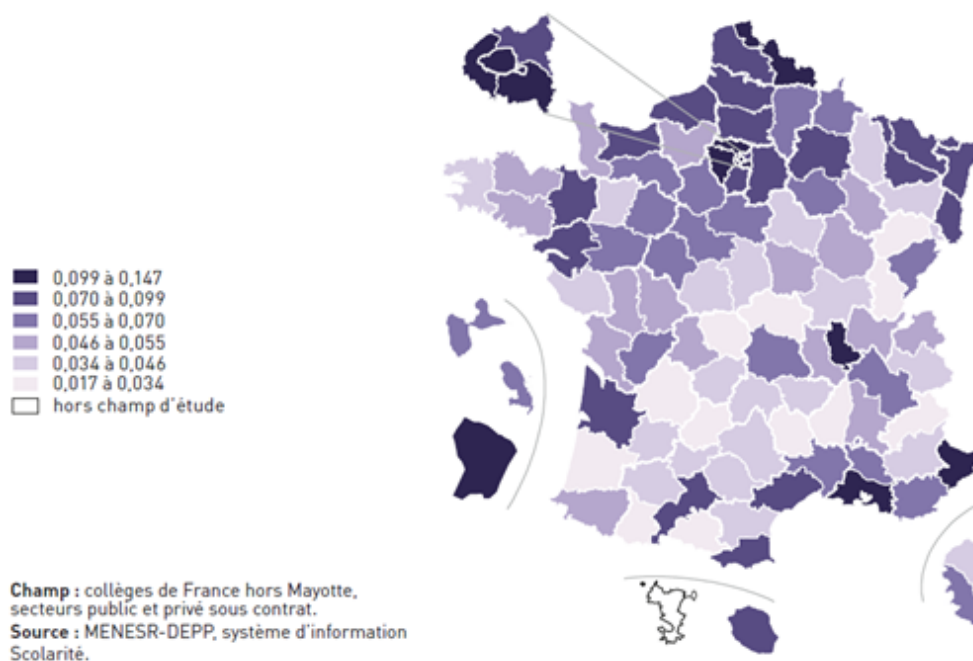 0,099 à 0,147
0,070 à 0,099
0,055 à 0,070
0,046 à 0,055
0,034 à 0,046
0,017 à 0,034
hors champ d'étude
Champ : collèges de France hors Mayotte,
secteurs public et privé sous contrat.
Source : MENESR-DEPP, système d'information
Scolarité.